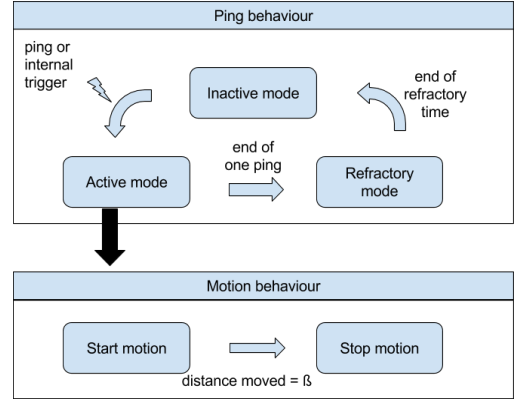 Ping behaviour
ping or
internal
trigger
Inactive mode
end of
refractory
time
end of
one ping
Active mode
Refractory
mode
Motion behaviour
Start motion
Stop motion
distance moved = ß